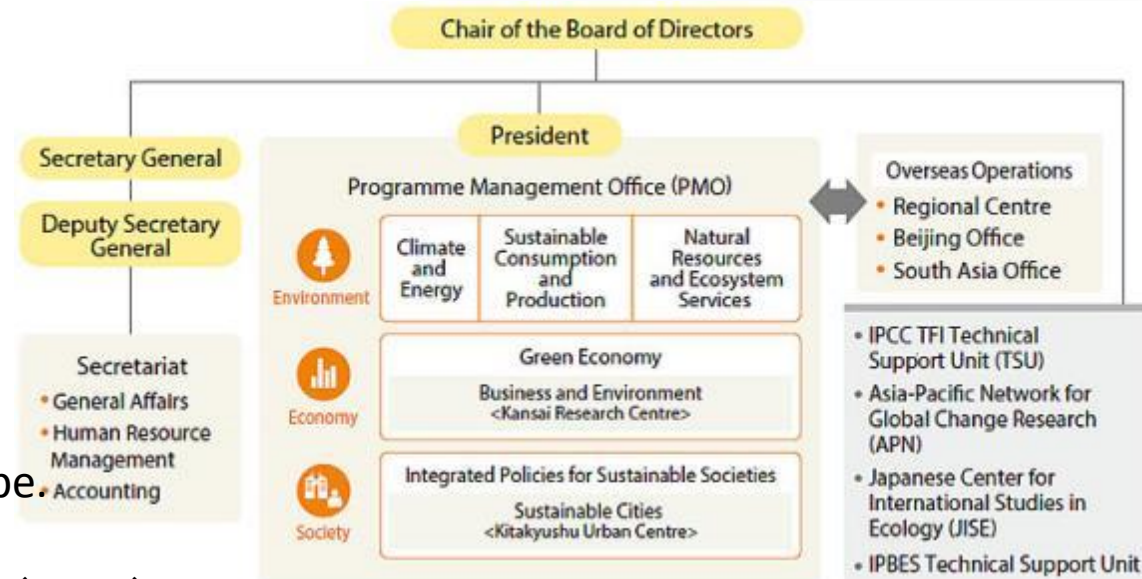 Chair of the Board of Directors
Secretary General
Deputy Secretary
General
Secretariat
• General Affairs
• Human Resource
Management
• Accounting
pe.
President
Programme Management Office (PMO)
Environment
Climate
and
Energy
Sustainable
Consumption
and
Production
Natural
Resources
and Ecosystem
Services
Economy
Green Economy
Business and Environment
<Kansai Research Centre>
Society
Integrated Policies for Sustainable Societies
Sustainable Cities
<Kitakyushu Urban Centre>
Overseas Operations
• Regional Centre
• Beijing Office
• South Asia Office
• IPCC TFI Technical
Support Unit (TSU)
• Asia-Pacific Network for
Global Change Research
(APN)
• Japanese Center for
International Studies in
Ecology (JISE)
• IPBES Technical Support Unit